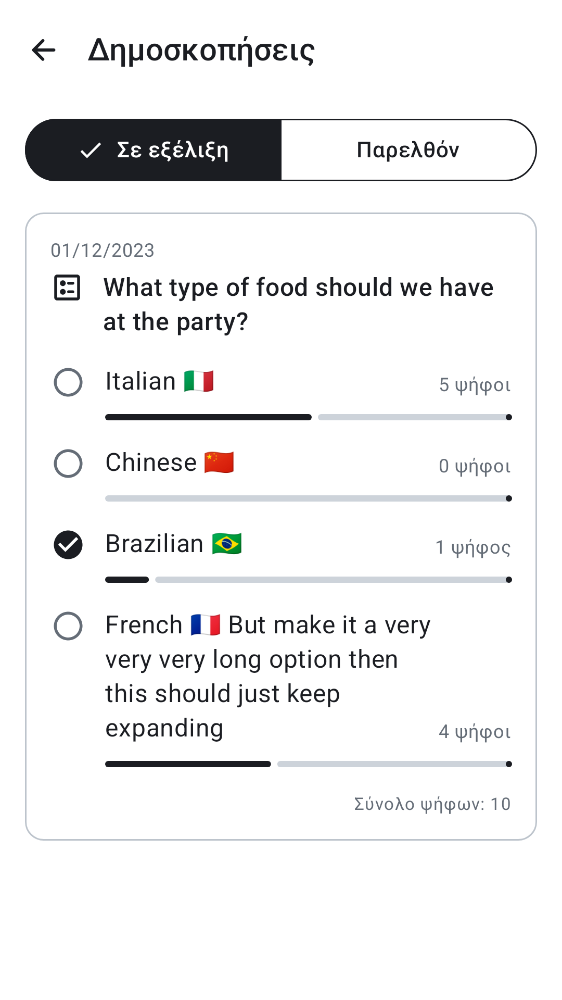 Δημοσκοπήσεις
Σε εξέλιξη
Παρελθόν
01/12/2023
What type of food should we have
at the party?
Italian 🇮🇹
5 ψήφοι
Chinese 🇨🇳
0 ψήφοι
Brazilian 🇧🇷
1 ψήφος
French 🇫🇷 But make it a very
very very long option then
this should just keep
expanding
4 ψήφοι
Σύνολο ψήφων: 10